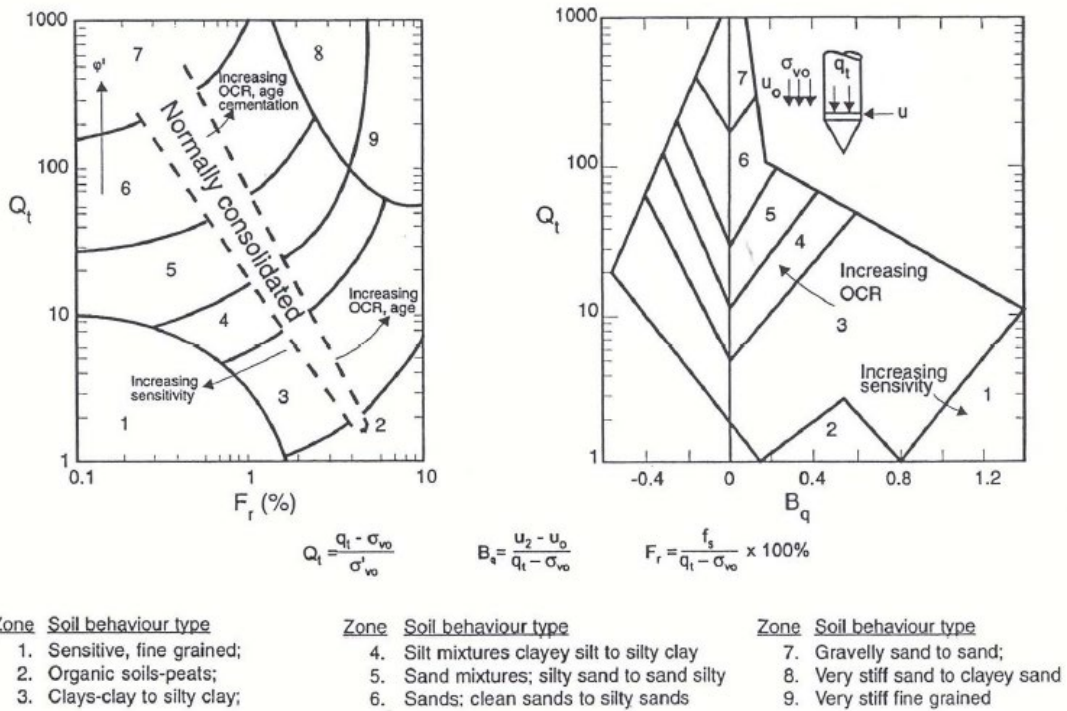 1000
100
10
1
Q_t
0.1
1
10
F_r (%)
7
8
φ'
Increasing
OCR, age
cementation
9
6
Normally consolidated
5
4
Increasing
OCR, age
Increasing
sensitivity
3
1
2
1000
100
10
1
Q_t
-0.4
0
0.4
0.8
1.2
B_q
σ_vo
q_t
u_o
u
7
6
5
4
Increasing
OCR
3
Increasing
sensivity
1
2
Q_t = (q_t - σ_vo) / σ'_vo
B_q = (u_2 - u_o) / (q_t - σ_vo)
F_r = f_s / (q_t - σ_vo) x 100%
Zone Soil behaviour type
1. Sensitive, fine grained;
2. Organic soils-peats;
3. Clays-clay to silty clay;
Zone Soil behaviour type
4. Silt mixtures clayey silt to silty clay
5. Sand mixtures; silty sand to sand silty
6. Sands; clean sands to silty sands
Zone Soil behaviour type
7. Gravelly sand to sand;
8. Very stiff sand to clayey sand
9. Very stiff fine grained